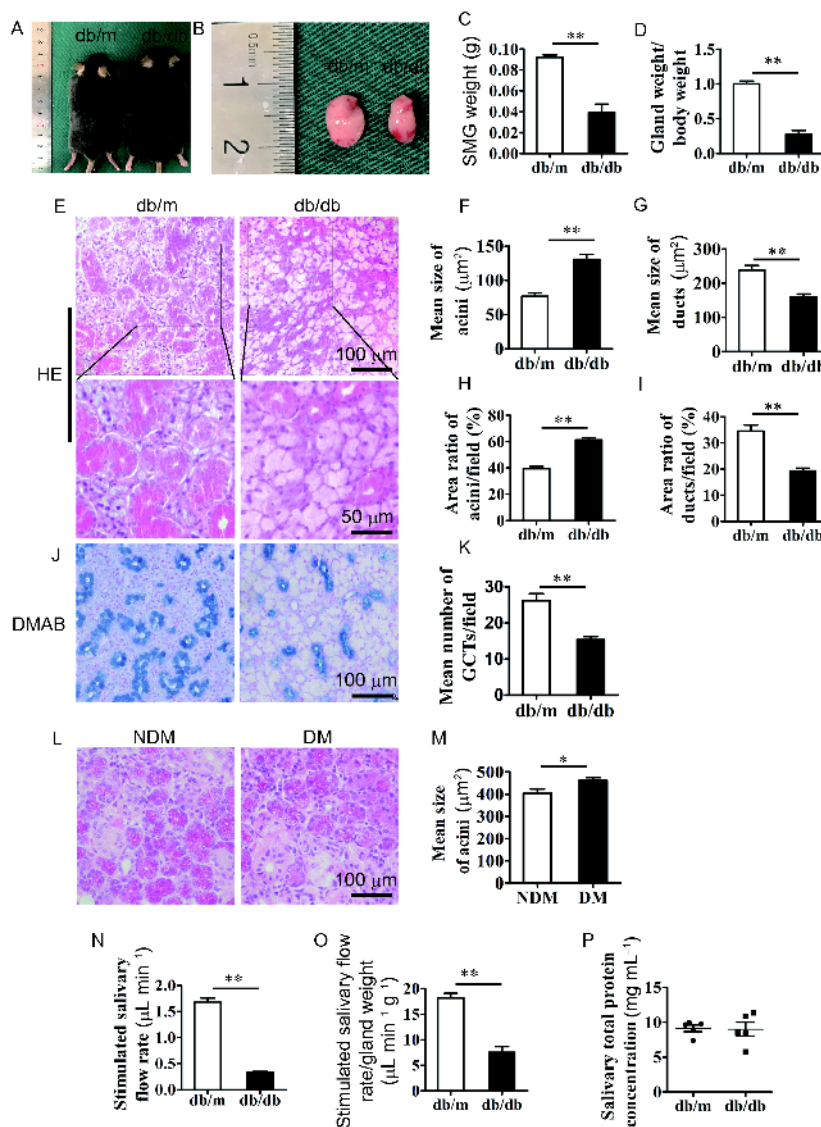 A
db/m
db/db
B
0.5mm
1
2
db/m
db/db
C
**
SMG weight (g)
0.10
0.08
0.06
0.04
0.02
0.00
db/m
db/db
D
**
Gland weight/
body weight
1.5
1.0
0.5
0.0
db/m
db/db
E
db/m
db/db
HE
100 μm
50 μm
F
**
Mean size of
acini (μm²)
150
100
50
0
db/m
db/db
G
**
Mean size of
ducts (μm²)
400
300
200
100
0
db/m
db/db
H
**
Area ratio of
acini/field (%)
80
60
40
20
0
db/m
db/db
I
**
Area ratio of
ducts/field (%)
40
30
20
10
0
db/m
db/db
J
DMAB
100 μm
K
**
Mean number of
GCTs/field
30
20
10
0
db/m
db/db
L
NDM
DM
100 μm
M
*
Mean size
of acini (μm²)
500
400
300
200
100
0
NDM
DM
N
**
Stimulated salivary
flow rate (μL min⁻¹)
2.0
1.5
1.0
0.5
0.0
db/m
db/db
O
**
Stimulated salivary flow
rate/gland weight
(μL min⁻¹ g⁻¹)
20
15
10
5
0
db/m
db/db
P
Salivary total protein
concentration (mg mL⁻¹)
20
15
10
5
0
db/m
db/db